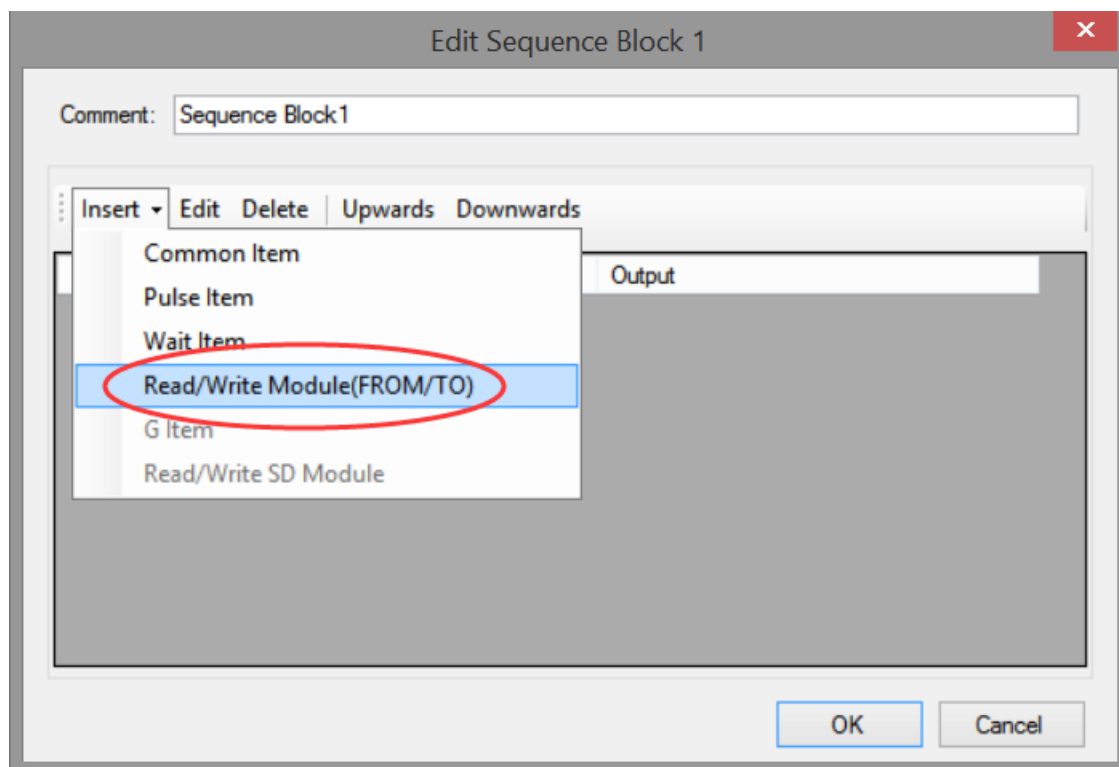 Edit Sequence Block 1
x
Comment: Sequence Block1
Insert Edit Delete Upwards Downwards
Common Item
Output
Pulse Item
Wait Item
Read/Write Module(FROM/TO)
G Item
Read/Write SD Module
OK Cancel